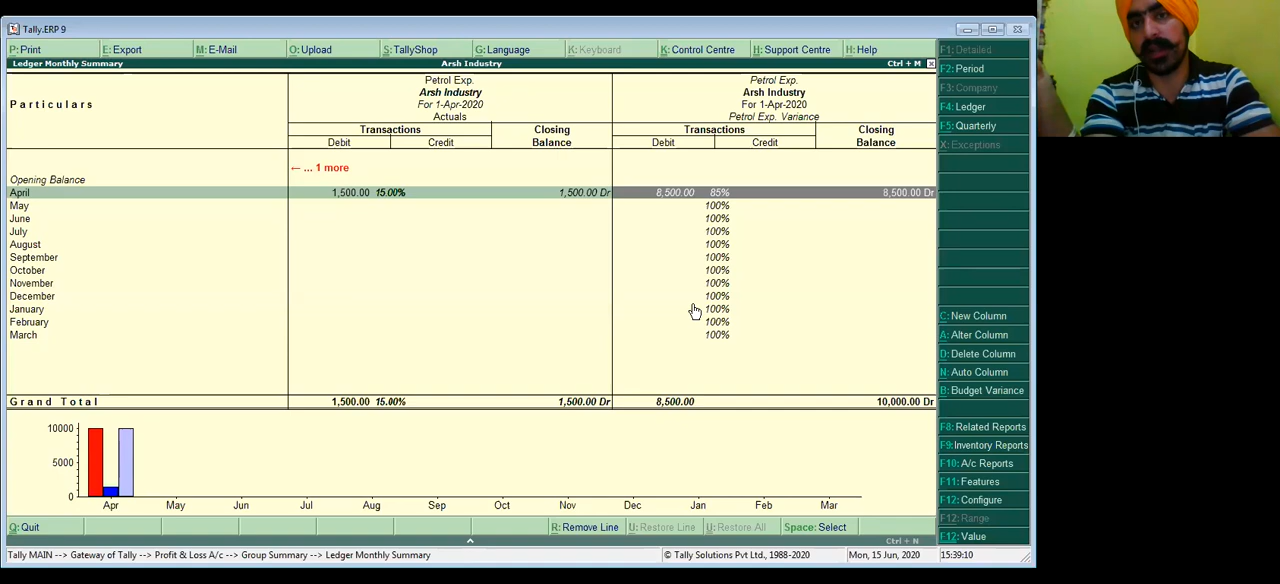 Tally.ERP 9
P: Print E: Export M: E-Mail O: Upload S: TallyShop G: Language K: Keyboard K: Control Centre H: Support Centre H: Help
Ledger Monthly Summary Arsh Industry Ctrl + M
Particulars
Petrol Exp. Petrol Exp.
Arsh Industry Arsh Industry
For 1-Apr-2020 For 1-Apr-2020
Actuals Petrol Exp. Variance
Transactions Closing Transactions Closing
Debit Credit Balance Debit Credit Balance
← ... 1 more
Opening Balance
April 1,500.00 15.00% 1,500.00 Dr 8,500.00 85% 8,500.00 Dr
May 100%
June 100%
July 100%
August 100%
September 100%
October 100%
November 100%
December 100%
January 100%
February 100%
March 100%
Grand Total 1,500.00 15.00% 1,500.00 Dr 8,500.00 10,000.00 Dr
10000
5000
0
Apr May Jun Jul Aug Sep Oct Nov Dec Jan Feb Mar
Q: Quit R: Remove Line U: Restore Line U: Restore All Space: Select
Ctrl + N
Tally MAIN --> Gateway of Tally --> Profit & Loss A/c --> Group Summary --> Ledger Monthly Summary © Tally Solutions Pvt Ltd., 1988-2020 Mon, 15 Jun, 2020 15:39:10
F1: Detailed
F2: Period
F3: Company
F4: Ledger
F5: Quarterly
X: Exceptions
C: New Column
A: Alter Column
D: Delete Column
N: Auto Column
B: Budget Variance
F8: Related Reports
F9: Inventory Reports
F10: A/c Reports
F11: Features
F12: Configure
F12: Range
F12: Value